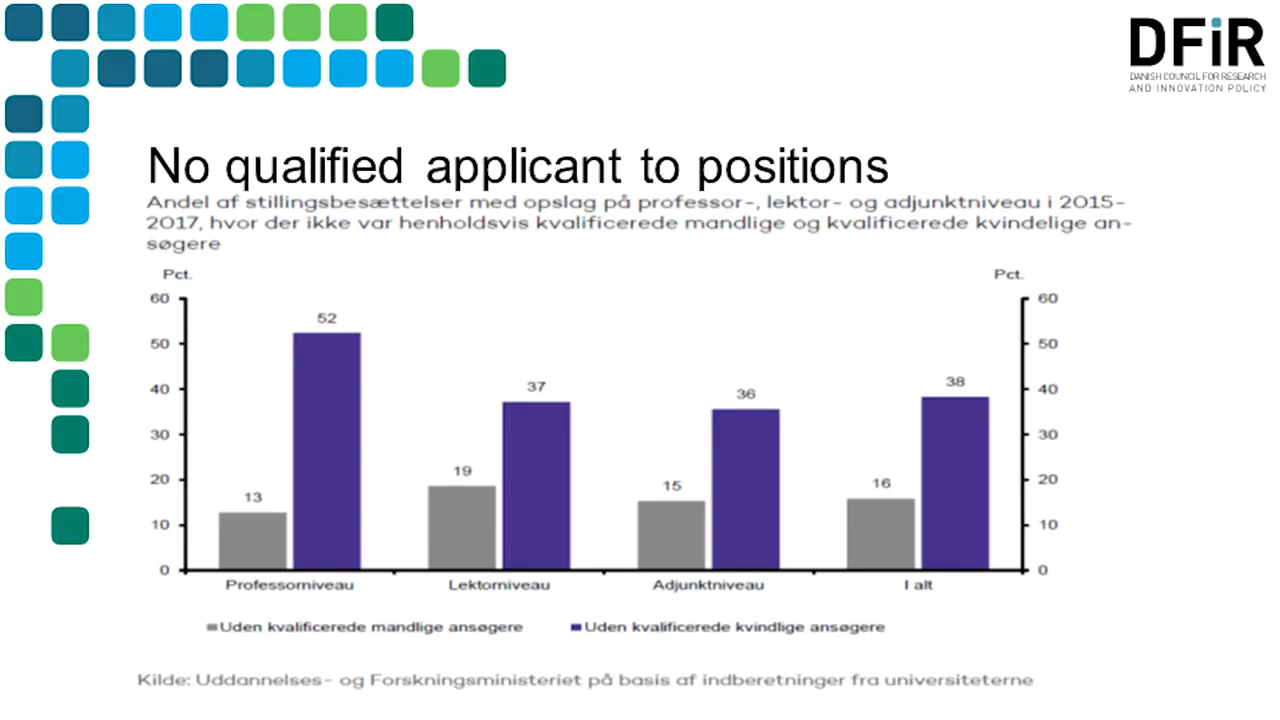 DFiR
DANISH COUNCIL FOR RESEARCH
AND INNOVATION POLICY
No qualified applicant to positions
Andel af stillingsbesættelser med opslag på professor-, lektor- og adjunktniveau i 2015-
2017, hvor der ikke var henholdsvis kvalificerede mandlige og kvalificerede kvindelige an-
søgere
Pct. Pct.
60 60
52
50 50
40 37 36 38 40
30 30
20 19 15 16 20
13
10 10
0 0
Professorniveau Lektorniveau Adjunktniveau I alt
Uden kvalificerede mandlige ansøgere Uden kvalificerede kvindlige ansøgere
Kilde: Uddannelses- og Forskningsministeriet på basis af indberetninger fra universiteterne